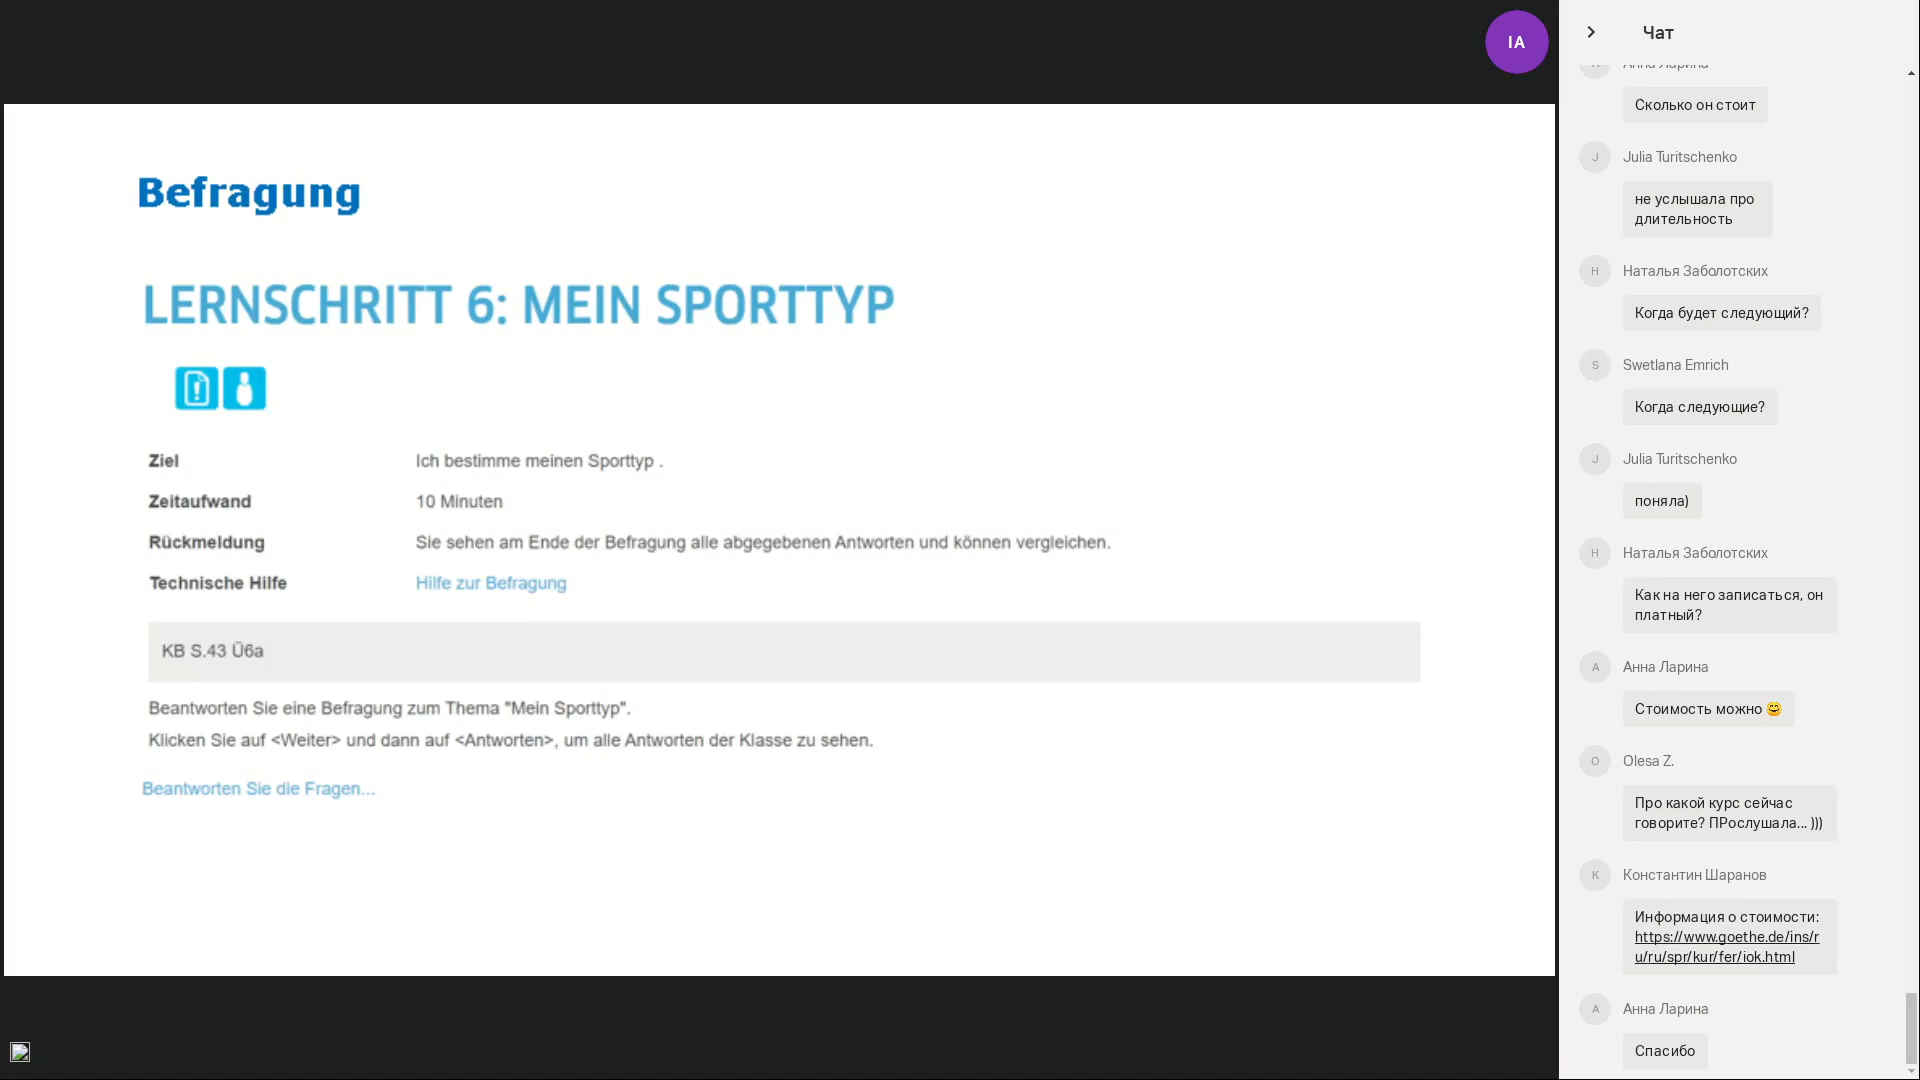 IA
Befragung
LERNSCHRITT 6: MEIN SPORTTYP
Ziel Ich bestimme meinen Sporttyp .
Zeitaufwand 10 Minuten
Rückmeldung Sie sehen am Ende der Befragung alle abgegebenen Antworten und können vergleichen.
Technische Hilfe Hilfe zur Befragung
KB S.43 Ü6a
Beantworten Sie eine Befragung zum Thema "Mein Sporttyp".
Klicken Sie auf <Weiter> und dann auf <Antworten>, um alle Antworten der Klasse zu sehen.
Beantworten Sie die Fragen...
Чат
Анна Ларина
Сколько он стоит
J Julia Turitschenko
не услышала про
длительность
Н Наталья Заболотских
Когда будет следующий?
S Swetlana Emrich
Когда следующие?
J Julia Turitschenko
поняла)
Н Наталья Заболотских
Как на него записаться, он
платный?
А Анна Ларина
Стоимость можно 😊
O Olesa Z.
Про какой курс сейчас
говорите? ПРослушала... )))
К Константин Шаранов
Информация о стоимости:
https://www.goethe.de/ins/r
u/ru/spr/kur/fer/iok.html
А Анна Ларина
Спасибо